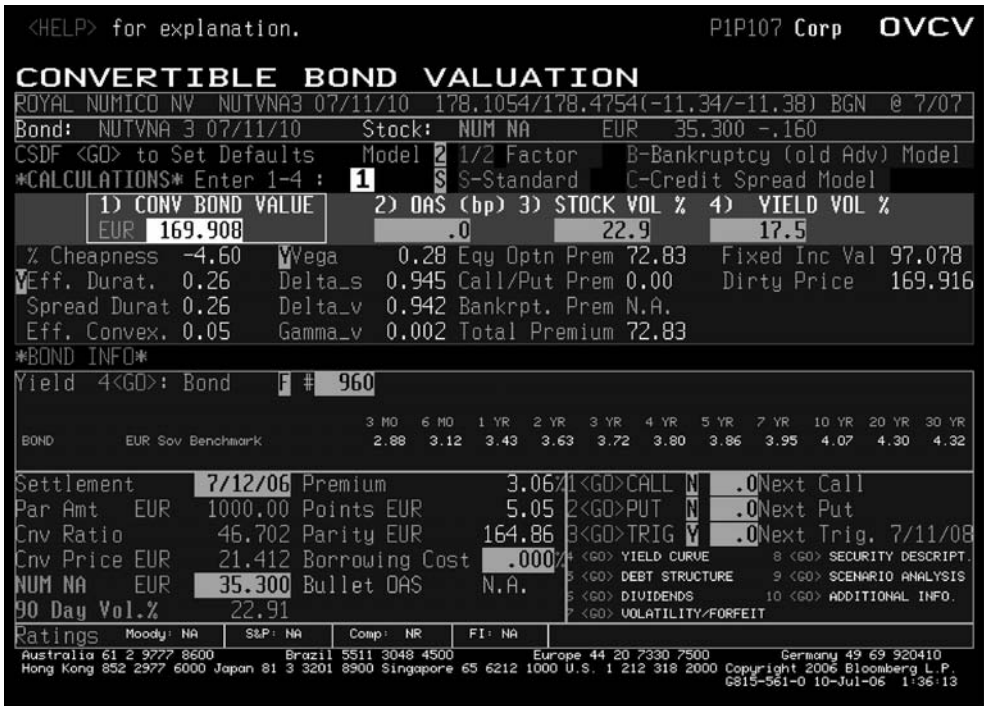 <HELP> for explanation. P1P107 Corp OVCV
CONVERTIBLE BOND VALUATION
ROYAL NUMICO NV NUTVNA3 07/11/10 178.1054/178.4754(-11.34/-11.38) BGN @ 7/07
Bond: NUTVNA 3 07/11/10 Stock: NUM NA EUR 35.300 -.160
CSDF <GO> to Set Defaults Model 2 1/2 Factor B-Bankruptcy (old Adv) Model
*CALCULATIONS* Enter 1-4 : 1 S S-Standard C-Credit Spread Model
1) CONV BOND VALUE 2) OAS (bp) 3) STOCK VOL % 4) YIELD VOL %
EUR 169.908 .0 22.9 17.5
% Cheapness -4.60 Y Vega 0.28 Eqy Optn Prem 72.83 Fixed Inc Val 97.078
Y Eff. Durat. 0.26 Delta_s 0.945 Call/Put Prem 0.00 Dirty Price 169.916
Spread Durat 0.26 Delta_v 0.942 Bankrpt. Prem N.A.
Eff. Convex. 0.05 Gamma_v 0.002 Total Premium 72.83
*BOND INFO*
Yield 4<GO>: Bond F # 960
3 MO 6 MO 1 YR 2 YR 3 YR 4 YR 5 YR 7 YR 10 YR 20 YR 30 YR
BOND EUR Sov Benchmark 2.88 3.12 3.43 3.63 3.72 3.80 3.86 3.95 4.07 4.30 4.32
Settlement 7/12/06 Premium 3.06% 1<GO>CALL N .0 Next Call
Par Amt EUR 1000.00 Points EUR 5.05 2<GO>PUT N .0 Next Put
Cnv Ratio 46.702 Parity EUR 164.86 3<GO>TRIG Y .0 Next Trig. 7/11/08
Cnv Price EUR 21.412 Borrowing Cost .000% 4 <GO> YIELD CURVE 8 <GO> SECURITY DESCRIPT.
NUM NA EUR 35.300 Bullet OAS N.A. 5 <GO> DEBT STRUCTURE 9 <GO> SCENARIO ANALYSIS
6 <GO> DIVIDENDS 10 <GO> ADDITIONAL INFO.
90 Day Vol.% 22.91 7 <GO> VOLATILITY/FORFEIT
Ratings Moody: NA S&P: NA Comp: NR FI: NA
Australia 61 2 9777 8600 Brazil 5511 3048 4500 Europe 44 20 7330 7500 Germany 49 69 920410
Hong Kong 852 2977 6000 Japan 81 3 3201 8900 Singapore 65 6212 1000 U.S. 1 212 318 2000 Copyright 2006 Bloomberg L.P.
G815-561-0 10-Jul-06 1:36:13